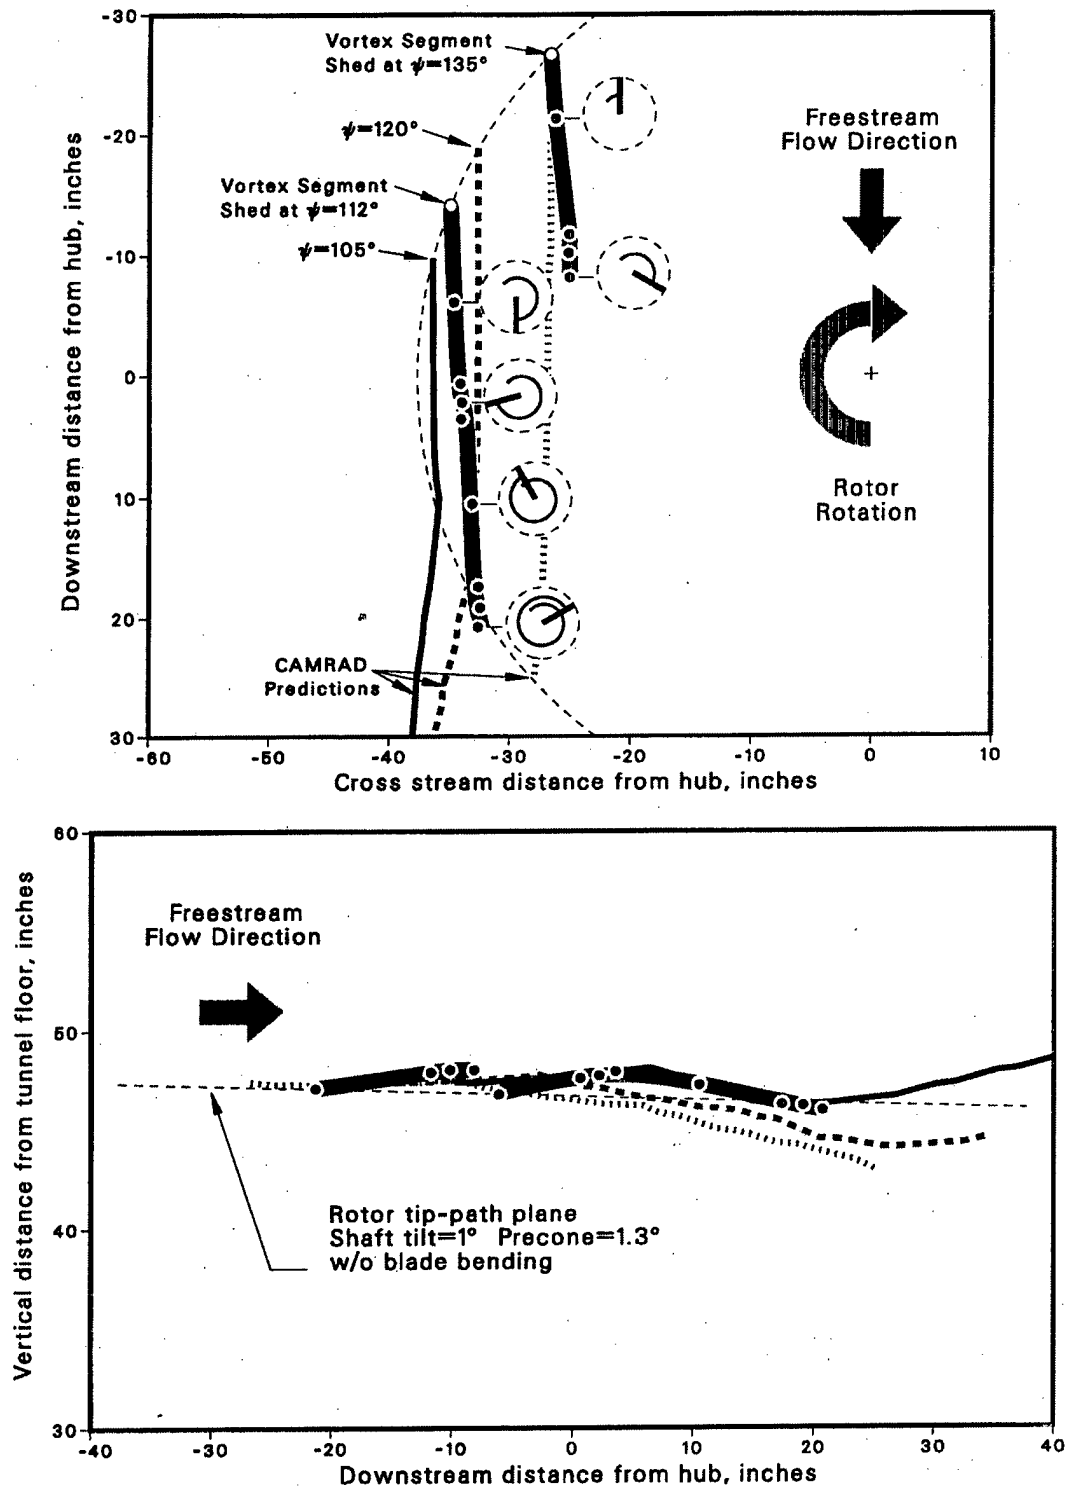 -30
Vortex Segment
Shed at ψ=135°
ψ=120°
Freestream
Flow Direction
-20
Vortex Segment
Shed at ψ=112°
ψ=105°
-10
0
10
Rotor
Rotation
20
CAMRAD
Predictions
30
-60 -50 -40 -30 -20 -10 0 10
Cross stream distance from hub, inches
Downstream distance from hub, inches
60
Freestream
Flow Direction
50
Rotor tip-path plane
Shaft tilt=1° Precone=1.3°
w/o blade bending
40
30
-40 -30 -20 -10 0 10 20 30 40
Downstream distance from hub, inches
Vertical distance from tunnel floor, inches